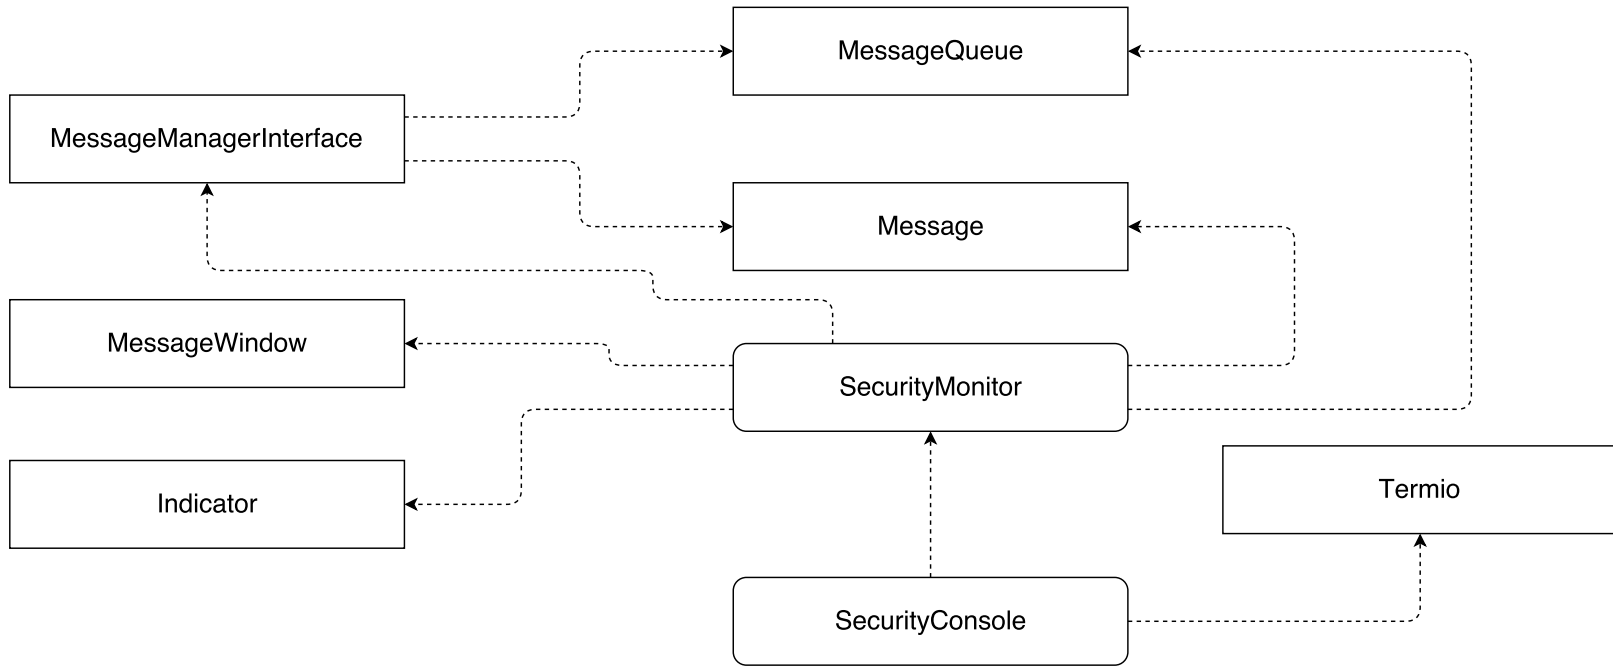 MessageQueue
MessageManagerInterface
Message
MessageWindow
SecurityMonitor
Indicator
Termio
SecurityConsole